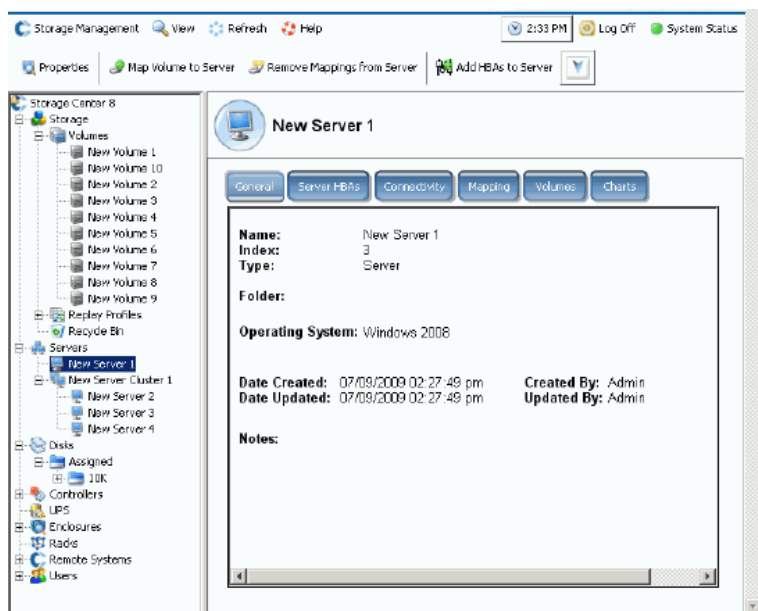 Storage Management View Refresh Help 2:33 PM Log Off System Status
Properties Map Volume to Server Remove Mappings from Server Add HBAs to Server
Storage Center 8
Storage
Volumes
New Volume 1
New Volume 10
New Volume 2
New Volume 3
New Volume 4
New Volume 5
New Volume 6
New Volume 7
New Volume 8
New Volume 9
Replay Profiles
Recycle Bin
Servers
New Server 1
New Server Cluster 1
New Server 2
New Server 3
New Server 4
Disks
Assigned
10K
Controllers
UPS
Enclosures
Racks
Remote Systems
Users
New Server 1
General Server HBAs Connectivity Mapping Volumes Charts
Name: New Server 1
Index: 3
Type: Server
Folder:
Operating System: Windows 2008
Date Created: 07/09/2009 02:27:49 pm Created By: Admin
Date Updated: 07/09/2009 02:27:49 pm Updated By: Admin
Notes: